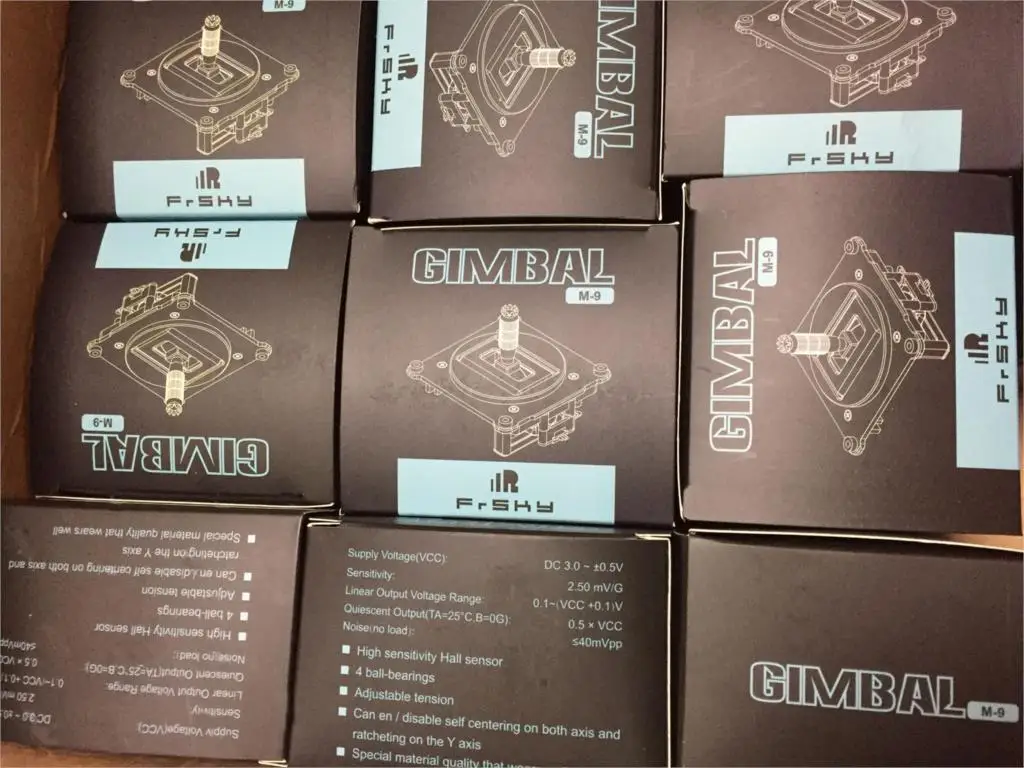 M-9
FrSKY
FrSKY
GIMBAL
M-9
FrSKY
FrSKY
M-9
GIMBAL
GIMBAL
M-9
FrSKY
GIMBAL
M-9
FrSKY
Supply Voltage(VCC):
Sensitivity:
Linear Output Voltage Range:
Quiescent Output(TA=25°C,B=0G):
Noise(no load):
High sensitivity Hall sensor
4 ball-bearings
Adjustable tension
Can en./disable self centering on both axis and
ratcheting on the Y axis
Special material quality that wears well
Supply Voltage(VCC): DC 3.0 ~ ±0.5V
Sensitivity: 2.50 mV/G
Linear Output Voltage Range: 0.1~(VCC +0.1)V
Quiescent Output(TA=25°C,B=0G): 0.5 × VCC
Noise(no load): ≤40mVpp
High sensitivity Hall sensor
4 ball-bearings
Adjustable tension
Can en / disable self centering on both axis and
ratcheting on the Y axis
Special material quality that
GIMBAL
M-9